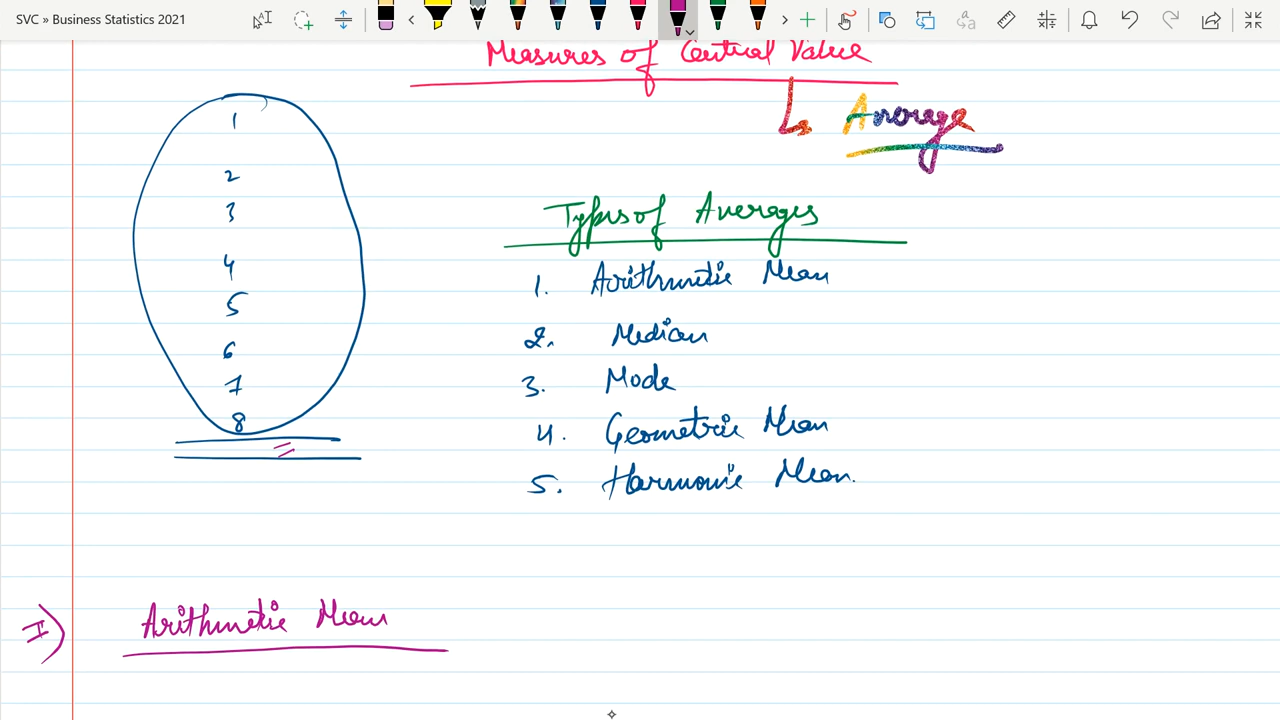 SVC » Business Statistics 2021
Measures of Central Value
↳ Average
1
2
3
4
5
6
7
8
Types of Averages
1. Arithmetic Mean
2. Median
3. Mode
4. Geometric Mean
5. Harmonic Mean.
I) Arithmetic Mean